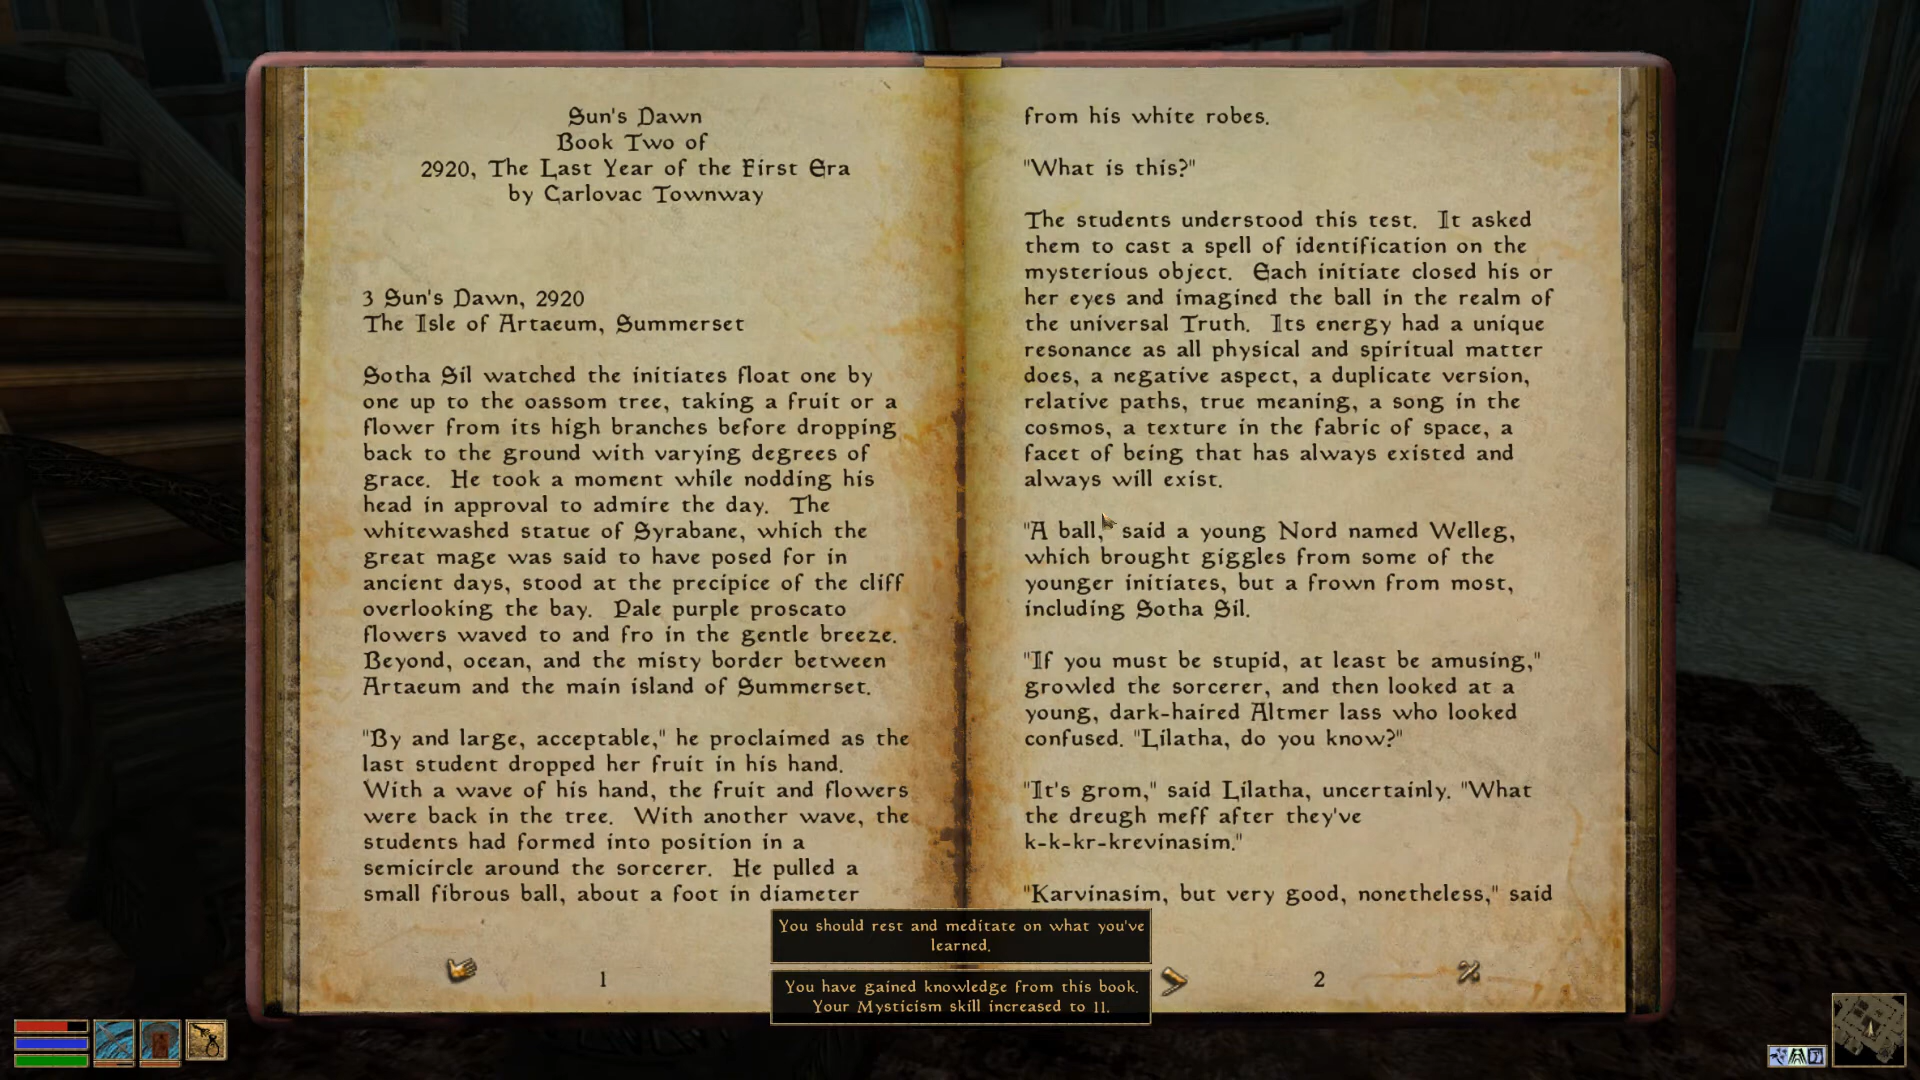 Sun's Dawn
Book Two of
2920, The Last Year of the First Era
by Carlovac Townway
3 Sun's Dawn, 2920
The Isle of Artaeum, Summerset
Sotha Sil watched the initiates float one by
one up to the oassom tree, taking a fruit or a
flower from its high branches before dropping
back to the ground with varying degrees of
grace. He took a moment while nodding his
head in approval to admire the day. The
whitewashed statue of Syrabane, which the
great mage was said to have posed for in
ancient days, stood at the precipice of the cliff
overlooking the bay. Pale purple proscato
flowers waved to and fro in the gentle breeze.
Beyond, ocean, and the misty border between
Artaeum and the main island of Summerset.
"By and large, acceptable," he proclaimed as the
last student dropped her fruit in his hand.
With a wave of his hand, the fruit and flowers
were back in the tree. With another wave, the
students had formed into position in a
semicircle around the sorcerer. He pulled a
small fibrous ball, about a foot in diameter
1
from his white robes.
"What is this?"
The students understood this test. It asked
them to cast a spell of identification on the
mysterious object. Each initiate closed his or
her eyes and imagined the ball in the realm of
the universal Truth. Its energy had a unique
resonance as all physical and spiritual matter
does, a negative aspect, a duplicate version,
relative paths, true meaning, a song in the
cosmos, a texture in the fabric of space, a
facet of being that has always existed and
always will exist.
"A ball," said a young Nord named Welleg,
which brought giggles from some of the
younger initiates, but a frown from most,
including Sotha Sil.
"If you must be stupid, at least be amusing,"
growled the sorcerer, and then looked at a
young, dark-haired Altmer lass who looked
confused. "Lilatha, do you know?"
"It's grom," said Lilatha, uncertainly. "What
the dreugh meff after they've
k-k-kr-krevinasim."
"Karvinasim, but very good, nonetheless," said
2
You should rest and meditate on what you've
learned.
You have gained knowledge from this book.
Your Mysticism skill increased to 11.